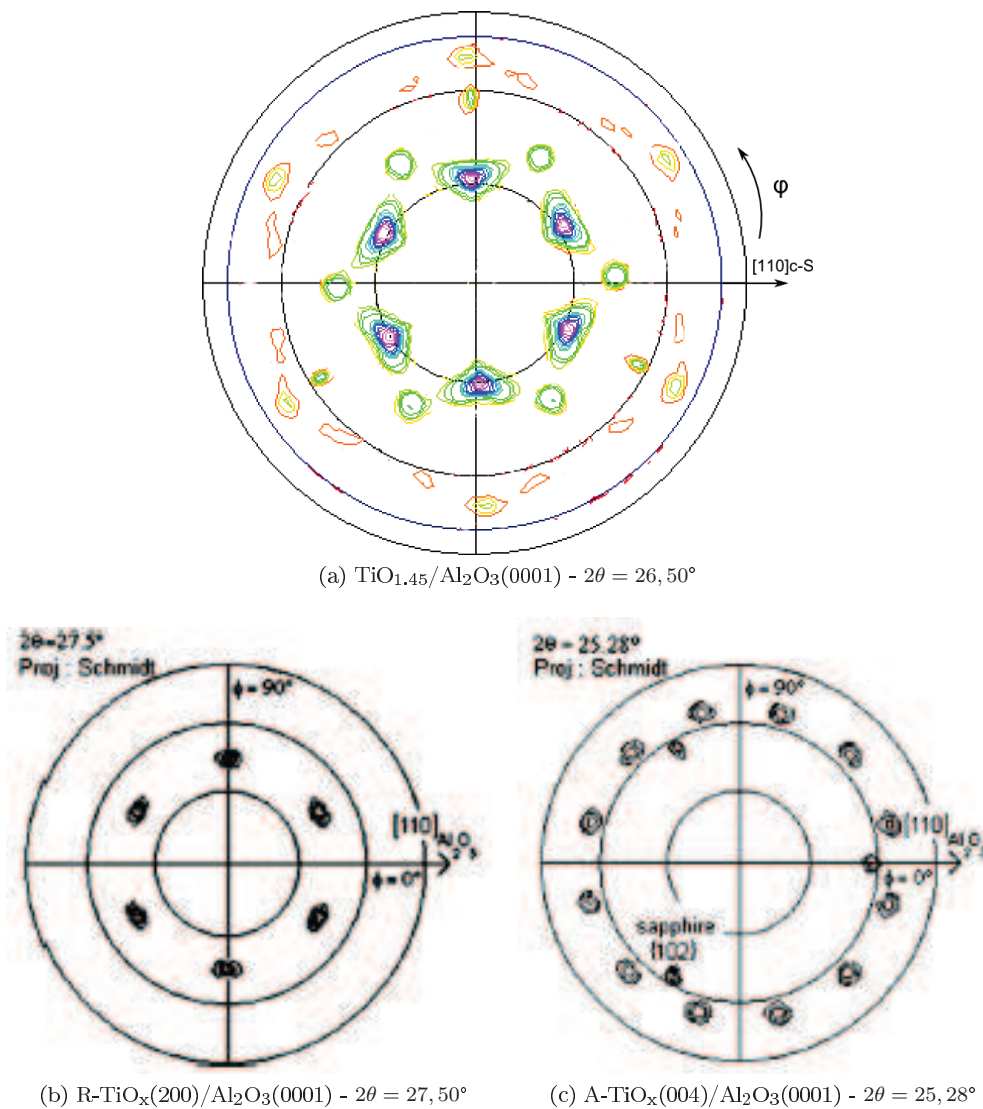 φ
[110]c-S
(a) TiO1.45/Al2O3(0001) - 2θ = 26,50°
2θ=27.5°
Proj : Schmidt
ϕ= 90°
[110]Al2O3
ϕ=0°
(b) R-TiOx(200)/Al2O3(0001) - 2θ = 27,50°
2θ = 25.28°
Proj : Schmidt
ϕ= 90°
[110]Al2O3
ϕ=0°
sapphire
{102}
(c) A-TiOx(004)/Al2O3(0001) - 2θ = 25,28°